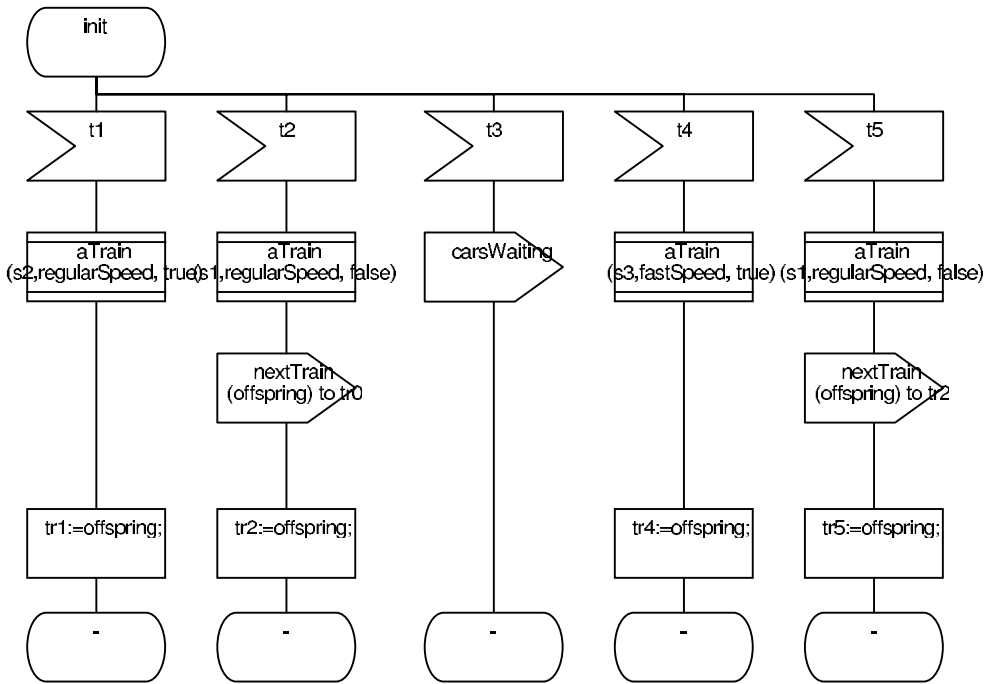 init
t1
t2
t3
t4
t5
aTrain
(s2,regularSpeed, true)
aTrain
(s1,regularSpeed, false)
carsWaiting
aTrain
(s3,fastSpeed, true)
aTrain
(s1,regularSpeed, false)
nextTrain
(offspring) to tr0
nextTrain
(offspring) to tr2
tr1:=offspring;
tr2:=offspring;
tr4:=offspring;
tr5:=offspring;
-
-
-
-
-